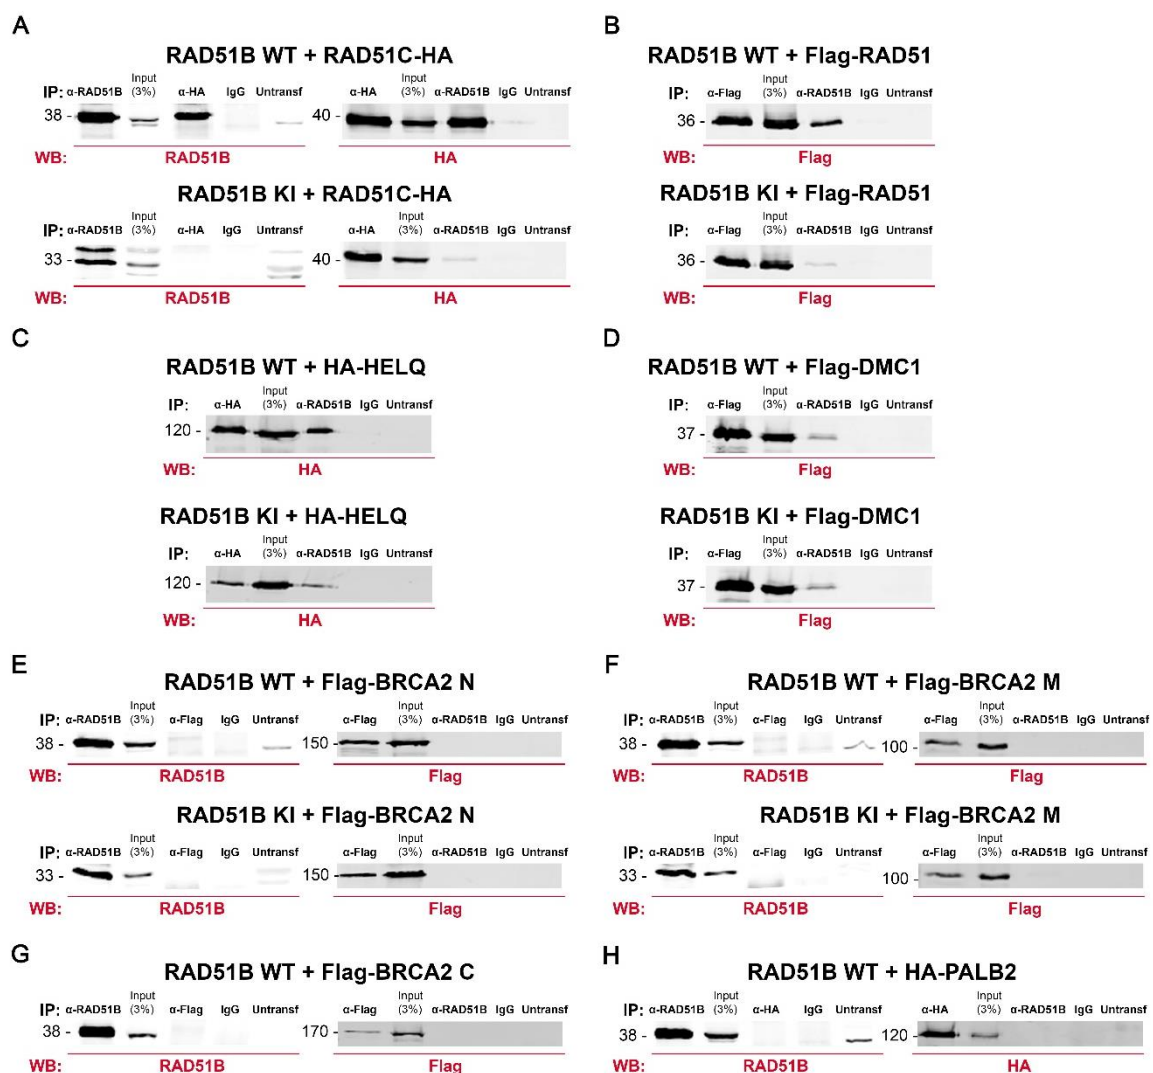 A
RAD51B WT + RAD51C-HA
IP: α-RAD51B Input (3%) α-HA IgG Untransf α-HA Input (3%) α-RAD51B IgG Untransf
38 - 40 -
WB: RAD51B HA
RAD51B KI + RAD51C-HA
IP: α-RAD51B Input (3%) α-HA IgG Untransf α-HA Input (3%) α-RAD51B IgG Untransf
33 - 40 -
WB: RAD51B HA
B
RAD51B WT + Flag-RAD51
IP: α-Flag Input (3%) α-RAD51B IgG Untransf
36 -
WB: Flag
RAD51B KI + Flag-RAD51
IP: α-Flag Input (3%) α-RAD51B IgG Untransf
36 -
WB: Flag
C
RAD51B WT + HA-HELQ
IP: α-HA Input (3%) α-RAD51B IgG Untransf
120 -
WB: HA
RAD51B KI + HA-HELQ
IP: α-HA Input (3%) α-RAD51B IgG Untransf
120 -
WB: HA
D
RAD51B WT + Flag-DMC1
IP: α-Flag Input (3%) α-RAD51B IgG Untransf
37 -
WB: Flag
RAD51B KI + Flag-DMC1
IP: α-Flag Input (3%) α-RAD51B IgG Untransf
37 -
WB: Flag
E
RAD51B WT + Flag-BRCA2 N
IP: α-RAD51B Input (3%) α-Flag IgG Untransf α-Flag Input (3%) α-RAD51B IgG Untransf
38 - 150 -
WB: RAD51B Flag
RAD51B KI + Flag-BRCA2 N
IP: α-RAD51B Input (3%) α-Flag IgG Untransf α-Flag Input (3%) α-RAD51B IgG Untransf
33 - 150 -
WB: RAD51B Flag
F
RAD51B WT + Flag-BRCA2 M
IP: α-RAD51B Input (3%) α-Flag IgG Untransf α-Flag Input (3%) α-RAD51B IgG Untransf
38 - 100 -
WB: RAD51B Flag
RAD51B KI + Flag-BRCA2 M
IP: α-RAD51B Input (3%) α-Flag IgG Untransf α-Flag Input (3%) α-RAD51B IgG Untransf
33 - 100 -
WB: RAD51B Flag
G
RAD51B WT + Flag-BRCA2 C
IP: α-RAD51B Input (3%) α-Flag IgG Untransf α-Flag Input (3%) α-RAD51B IgG Untransf
38 - 170 -
WB: RAD51B Flag
H
RAD51B WT + HA-PALB2
IP: α-RAD51B Input (3%) α-HA IgG Untransf α-HA Input (3%) α-RAD51B IgG Untransf
38 - 120 -
WB: RAD51B HA